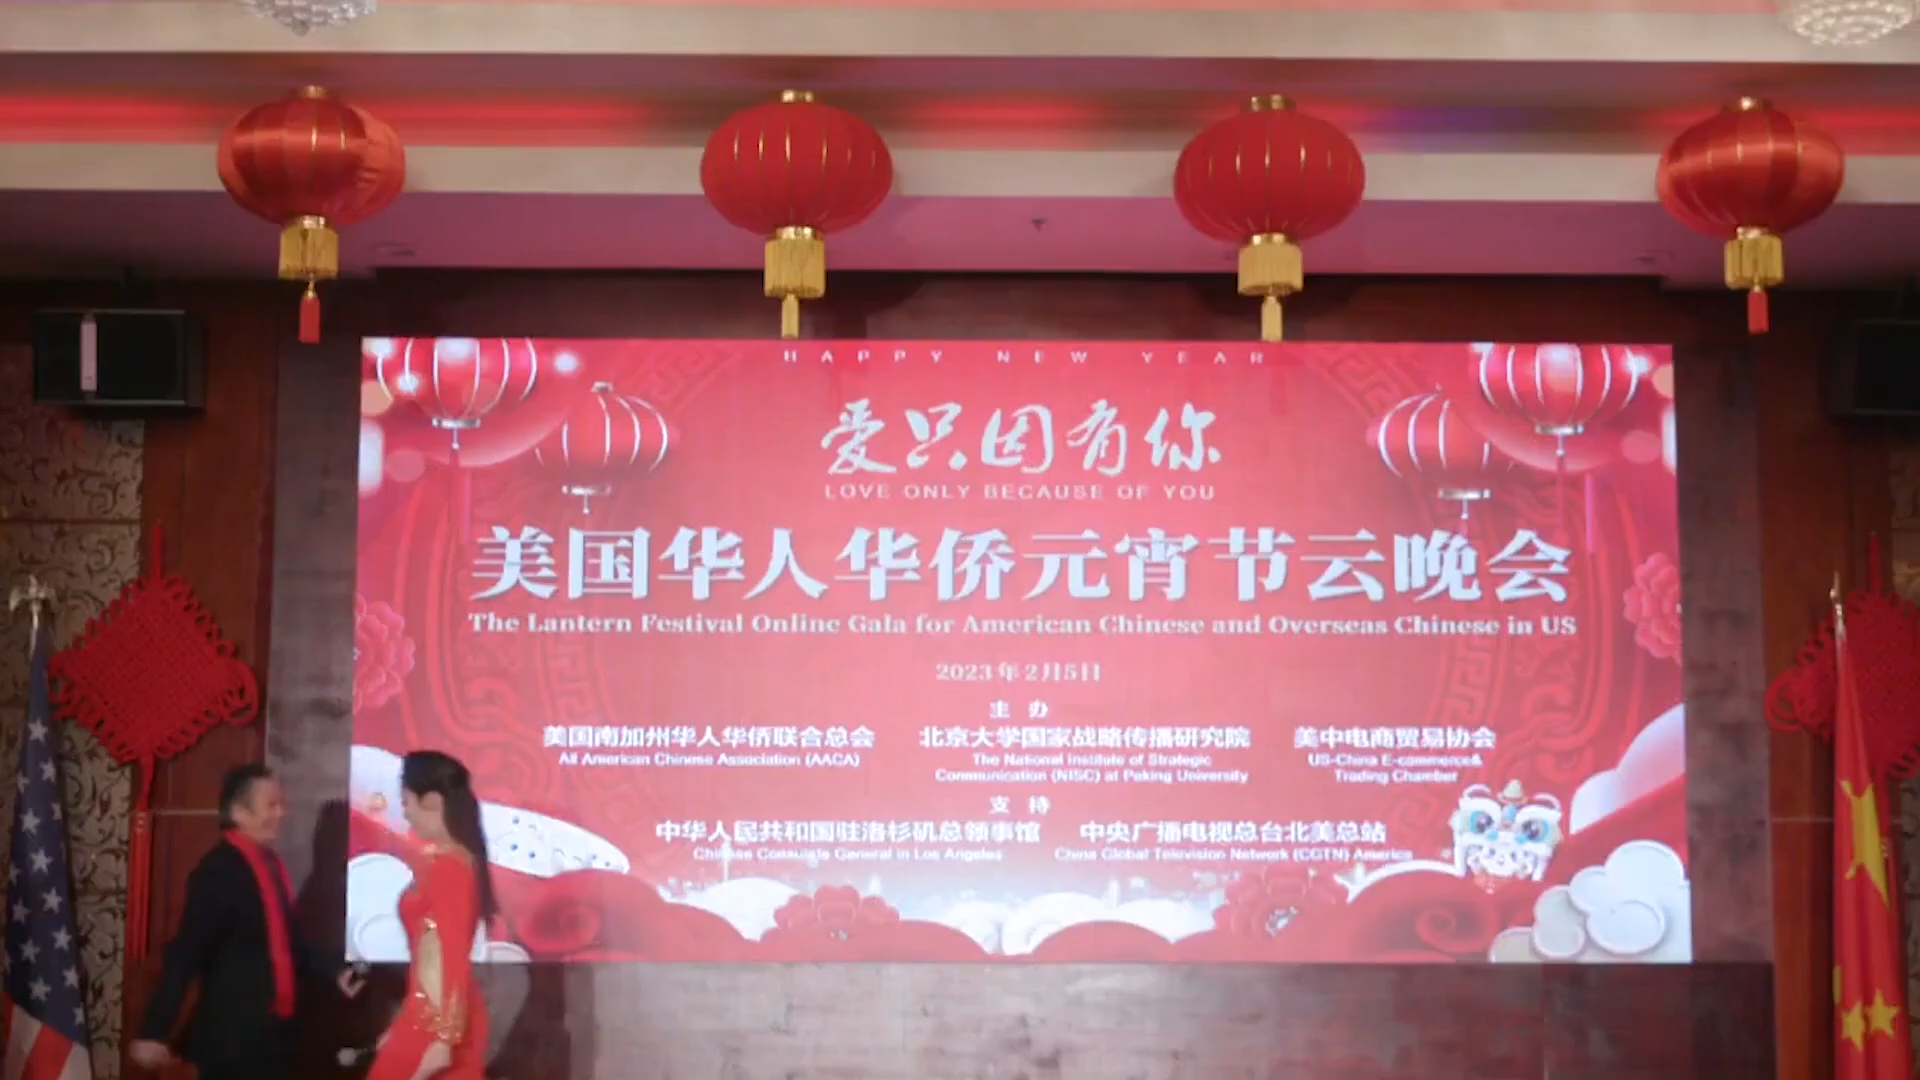 HAPPY NEW YEAR
爱只因有你
LOVE ONLY BECAUSE OF YOU
美国华人华侨元宵节云晚会
The Lantern Festival Online Gala for American Chinese and Overseas Chinese in US
2023年2月5日
主 办
美国南加州华人华侨联合总会 北京大学国家战略传播研究院 美中电商贸易协会
All American Chinese Association (AACA) The National Institute of Strategic US-China E-commerce&
Communication (NISC) at Peking University Trading Chamber
支 持
中华人民共和国驻洛杉矶总领事馆 中央广播电视总台北美总站
Chinese Consulate General in Los Angeles China Global Television Network (CGTN) America